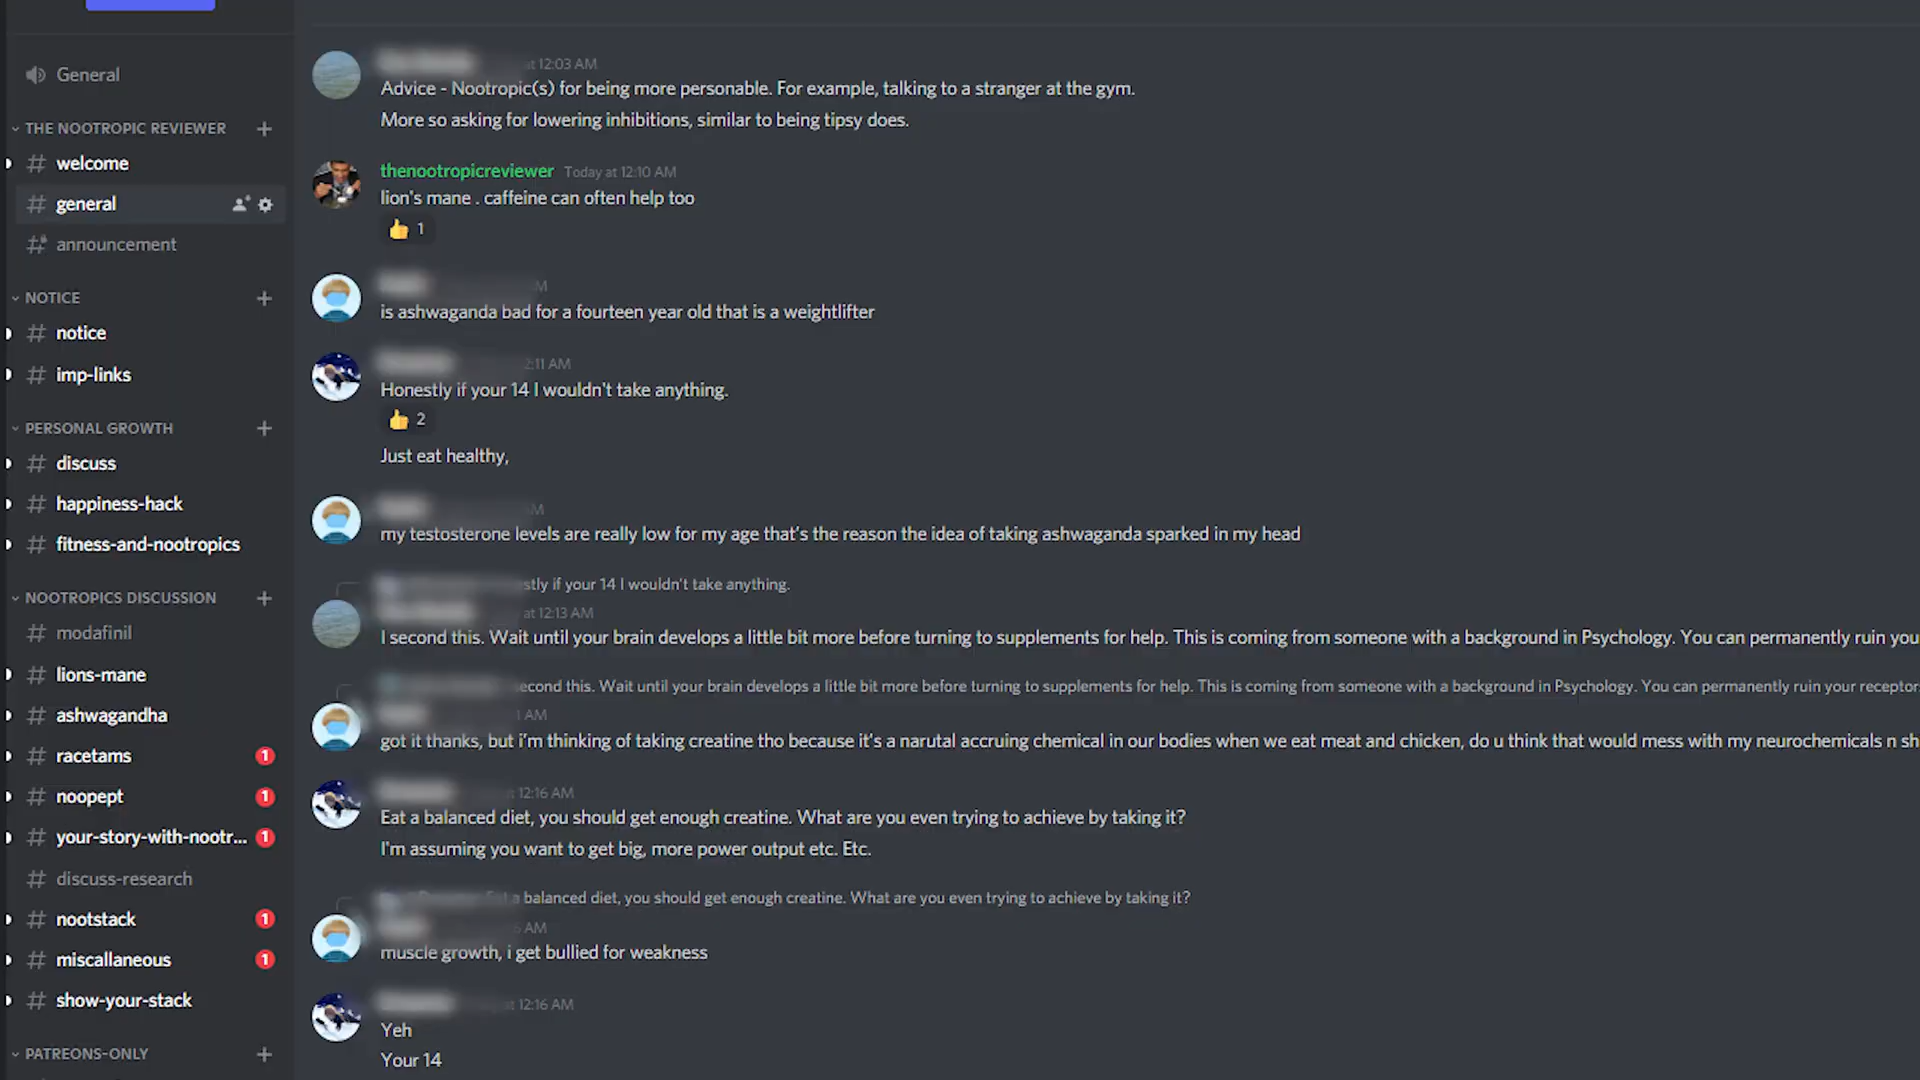 General
THE NOOTROPIC REVIEWER
welcome
general
announcement
NOTICE
notice
imp-links
PERSONAL GROWTH
discuss
happiness-hack
fitness-and-nootropics
NOOTROPICS DISCUSSION
modafinil
lions-mane
ashwagandha
racetams 1
noopept 1
your-story-with-nootr... 1
discuss-research
nootstack 1
miscallaneous 1
show-your-stack
PATREONS-ONLY
at 12:03 AM
Advice - Nootropic(s) for being more personable. For example, talking to a stranger at the gym.
More so asking for lowering inhibitions, similar to being tipsy does.
thenootropicreviewer Today at 12:10 AM
lion's mane . caffeine can often help too
👍 1
M
is ashwaganda bad for a fourteen year old that is a weightlifter
2:11 AM
Honestly if your 14 I wouldn't take anything.
👍 2
Just eat healthy,
AM
my testosterone levels are really low for my age that's the reason the idea of taking ashwaganda sparked in my head
stly if your 14 I wouldn't take anything.
at 12:13 AM
I second this. Wait until your brain develops a little bit more before turning to supplements for help. This is coming from someone with a background in Psychology. You can permanently ruin you
econd this. Wait until your brain develops a little bit more before turning to supplements for help. This is coming from someone with a background in Psychology. You can permanently ruin your receptor
AM
got it thanks, but i'm thinking of taking creatine tho because it's a narutal accruing chemical in our bodies when we eat meat and chicken, do u think that would mess with my neurochemicals n sh
12:16 AM
Eat a balanced diet, you should get enough creatine. What are you even trying to achieve by taking it?
I'm assuming you want to get big, more power output etc. Etc.
a balanced diet, you should get enough creatine. What are you even trying to achieve by taking it?
AM
muscle growth, i get bullied for weakness
at 12:16 AM
Yeh
Your 14